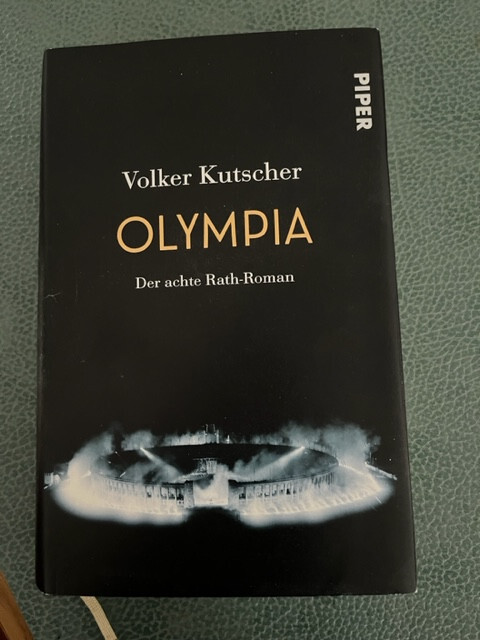 PIPER
Volker Kutscher
OLYMPIA
Der achte Rath-Roman